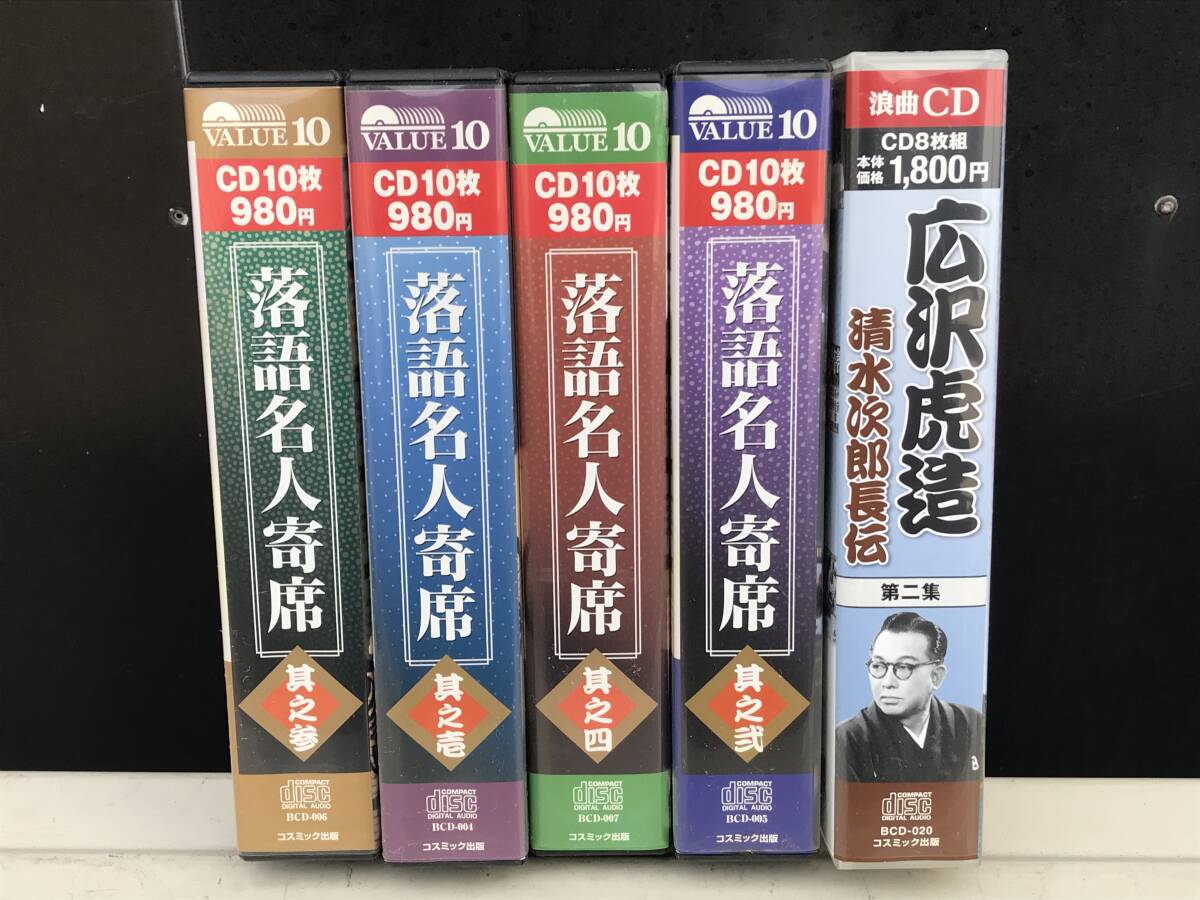 VALUE 10
CD10枚
980円
落語名人寄席
其之参
COMPACT
disc
DIGITAL AUDIO
BCD-006
コスミック出版
VALUE 10
CD10枚
980円
落語名人寄席
其之壱
COMPACT
disc
DIGITAL AUDIO
BCD-004
コスミック出版
VALUE 10
CD10枚
980円
落語名人寄席
其之四
COMPACT
disc
DIGITAL AUDIO
BCD-007
コスミック出版
VALUE 10
CD10枚
980円
落語名人寄席
其之弐
COMPACT
disc
DIGITAL AUDIO
BCD-005
コスミック出版
浪曲CD
CD8枚組
本体価格 1,800円
広沢虎造
清水次郎長伝
第二集
COMPACT
disc
DIGITAL AUDIO
BCD-020
コスミック出版